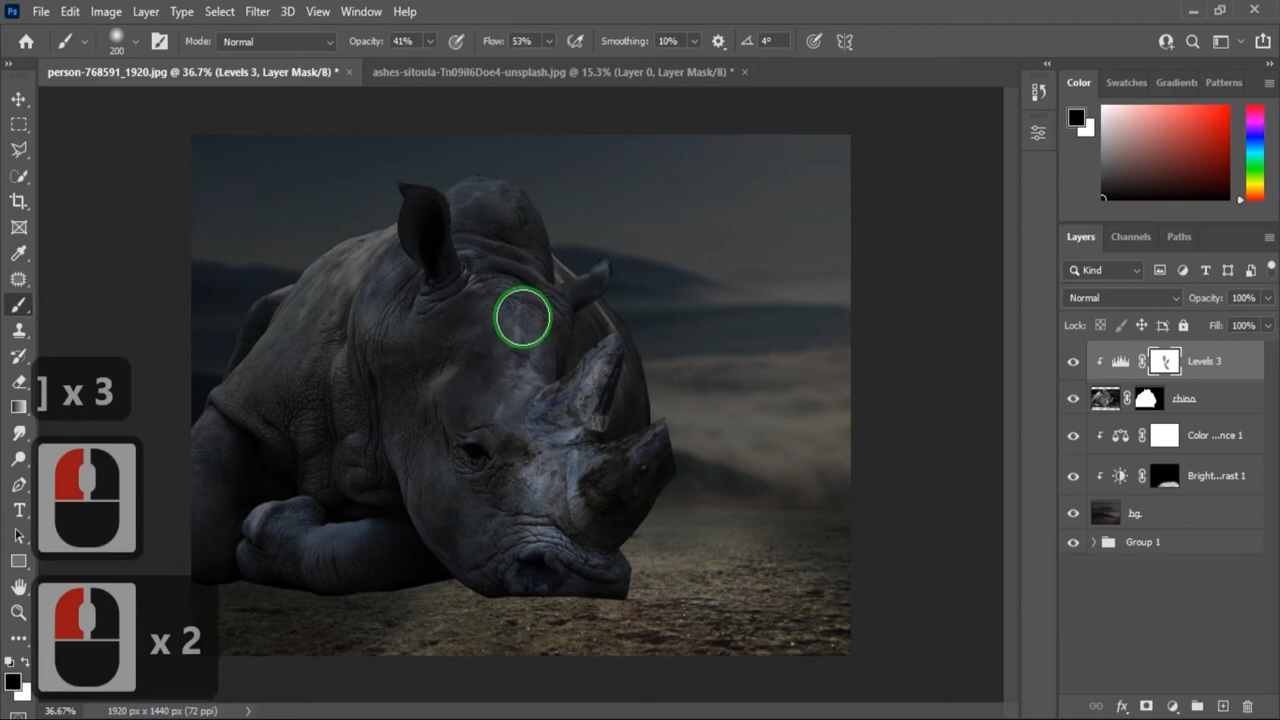 Ps File Edit Image Layer Type Select Filter 3D View Window Help
200 Mode: Normal Opacity: 41% Flow: 53% Smoothing: 10% 4°
person-768591_1920.jpg @ 36.7% (Levels 3, Layer Mask/8) *
ashes-sitoula-Tn09iI6Doe4-unsplash.jpg @ 15.3% (Layer 0, Layer Mask/8) *
Color Swatches Gradients Patterns
Layers Channels Paths
Kind
Normal Opacity: 100%
Lock: Fill: 100%
Levels 3
rhino
Color ...nce 1
Bright...rast 1
bg
Group 1
] x 3
x 2
36.67% 1920 px x 1440 px (72 ppi)